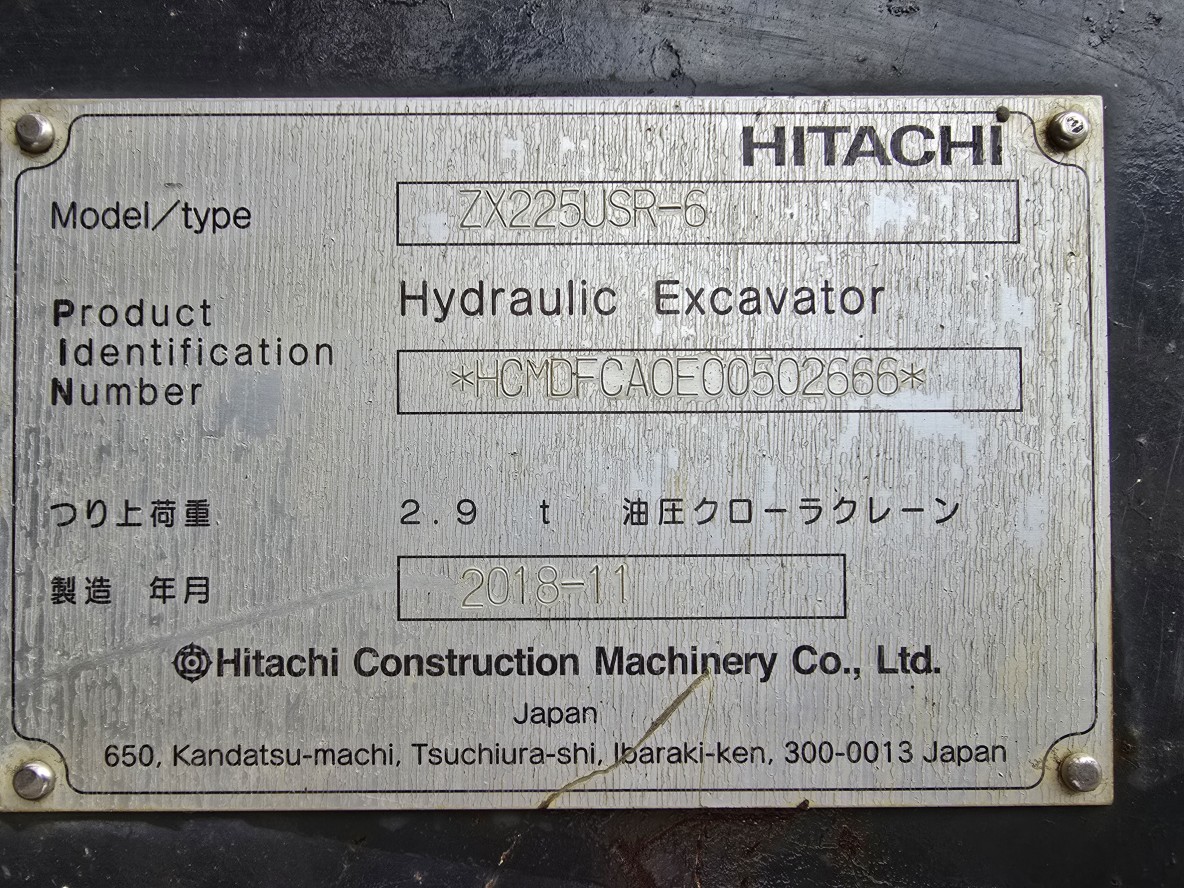 HITACHI
Model/type ZX225USR-6
Hydraulic Excavator
Product
Identification
Number *HCMDFCA0E00502666*
つり上荷重 2.9 t 油圧クローラクレーン
製造 年月 2018-11
Hitachi Construction Machinery Co., Ltd.
Japan
650, Kandatsu-machi, Tsuchiura-shi, Ibaraki-ken, 300-0013 Japan